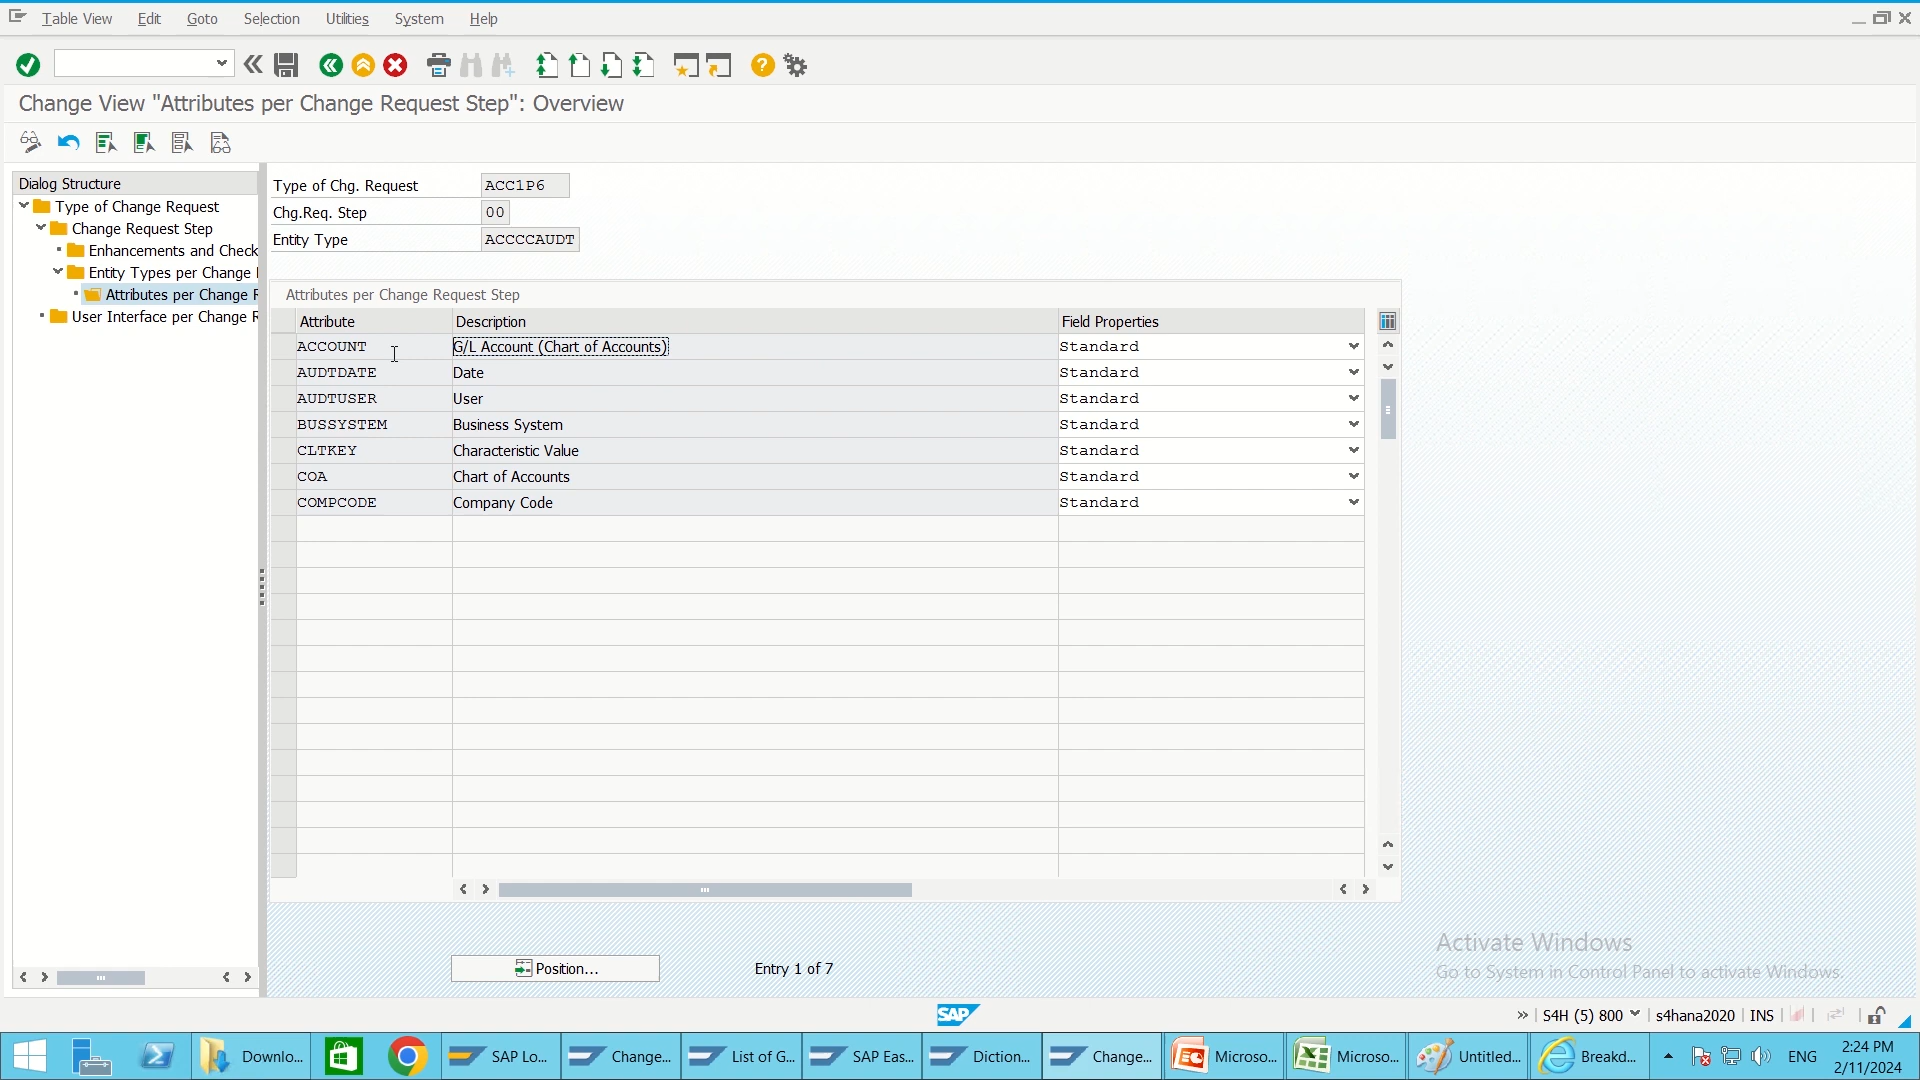 Table View Edit Goto Selection Utilities System Help
Change View "Attributes per Change Request Step": Overview
Dialog Structure
Type of Change Request
Change Request Step
Enhancements and Check
Entity Types per Change
Attributes per Change R
User Interface per Change R
Type of Chg. Request ACC1P6
Chg.Req. Step 00
Entity Type ACCCCAUDT
Attributes per Change Request Step
Attribute Description Field Properties
ACCOUNT G/L Account (Chart of Accounts) Standard
AUDTDATE Date Standard
AUDTUSER User Standard
BUSSYSTEM Business System Standard
CLTKEY Characteristic Value Standard
COA Chart of Accounts Standard
COMPCODE Company Code Standard
Position... Entry 1 of 7
Activate Windows
Go to System in Control Panel to activate Windows.
SAP
S4H (5) 800 s4hana2020 INS
Downlo... SAP Lo... Change... List of G... SAP Eas... Diction... Change... Microso... Microso... Untitled... Breakd... ENG
2:24 PM
2/11/2024